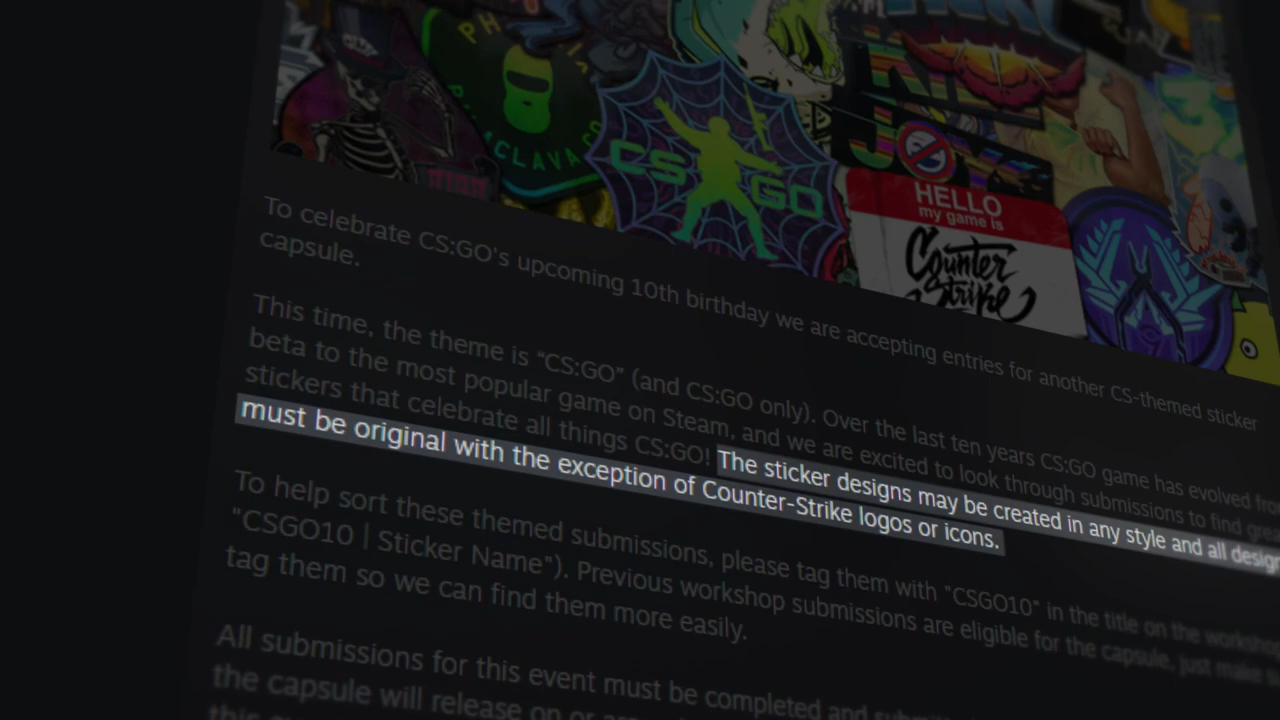 CS GO
HELLO
my game is
Counter
Strike
To celebrate CS:GO's upcoming 10th birthday we are accepting entries for another CS-themed sticker
capsule.
This time, the theme is “CS:GO” (and CS:GO only). Over the last ten years CS:GO game has evolved
beta to the most popular game on Steam, and we are excited to look through submissions to find
stickers that celebrate all things CS:GO! The sticker designs may be created in any style and all
must be original with the exception of Counter-Strike logos or icons.
To help sort these themed submissions, please tag them with "CSGO10" in the title on the
"CSGO10 | Sticker Name"). Previous workshop submissions are eligible for the capsule, just make
tag them so we can find them more easily.
All submissions for this event must be completed and
the capsule will release on or